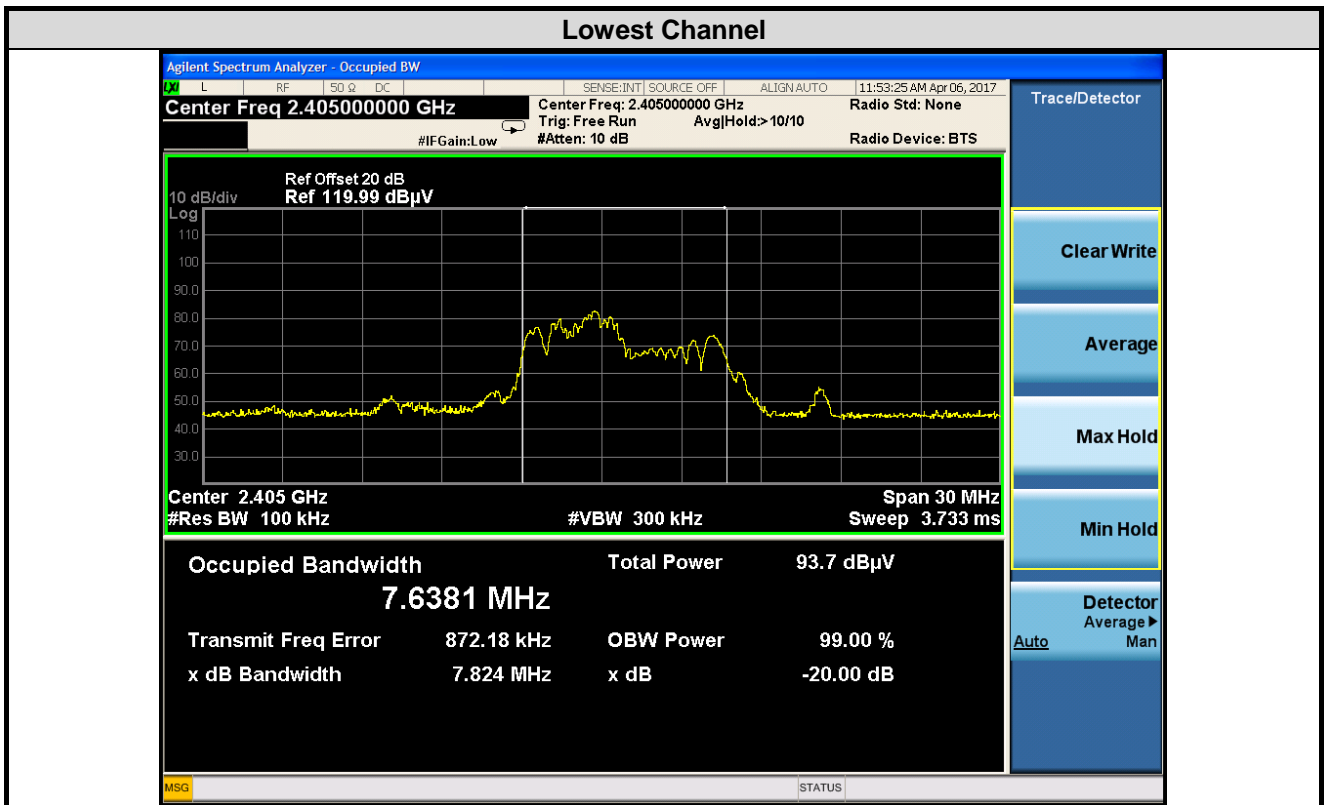 Lowest Channel
Agilent Spectrum Analyzer - Occupied BW
LXI L RF 50 Ω DC SENSE:INT SOURCE OFF ALIGN AUTO 11:53:25 AM Apr 06, 2017
Center Freq 2.405000000 GHz
Center Freq: 2.405000000 GHz Radio Std: None
Trig: Free Run Avg|Hold:>10/10
#IFGain:Low #Atten: 10 dB Radio Device: BTS
Ref Offset 20 dB
10 dB/div Ref 119.99 dBµV
Log
110
100
90.0
80.0
70.0
60.0
50.0
40.0
30.0
Center 2.405 GHz Span 30 MHz
#Res BW 100 kHz #VBW 300 kHz Sweep 3.733 ms
Occupied Bandwidth Total Power 93.7 dBµV
7.6381 MHz
Transmit Freq Error 872.18 kHz OBW Power 99.00 %
x dB Bandwidth 7.824 MHz x dB -20.00 dB
Trace/Detector
Clear Write
Average
Max Hold
Min Hold
Detector
Average▶
Auto Man
MSG STATUS